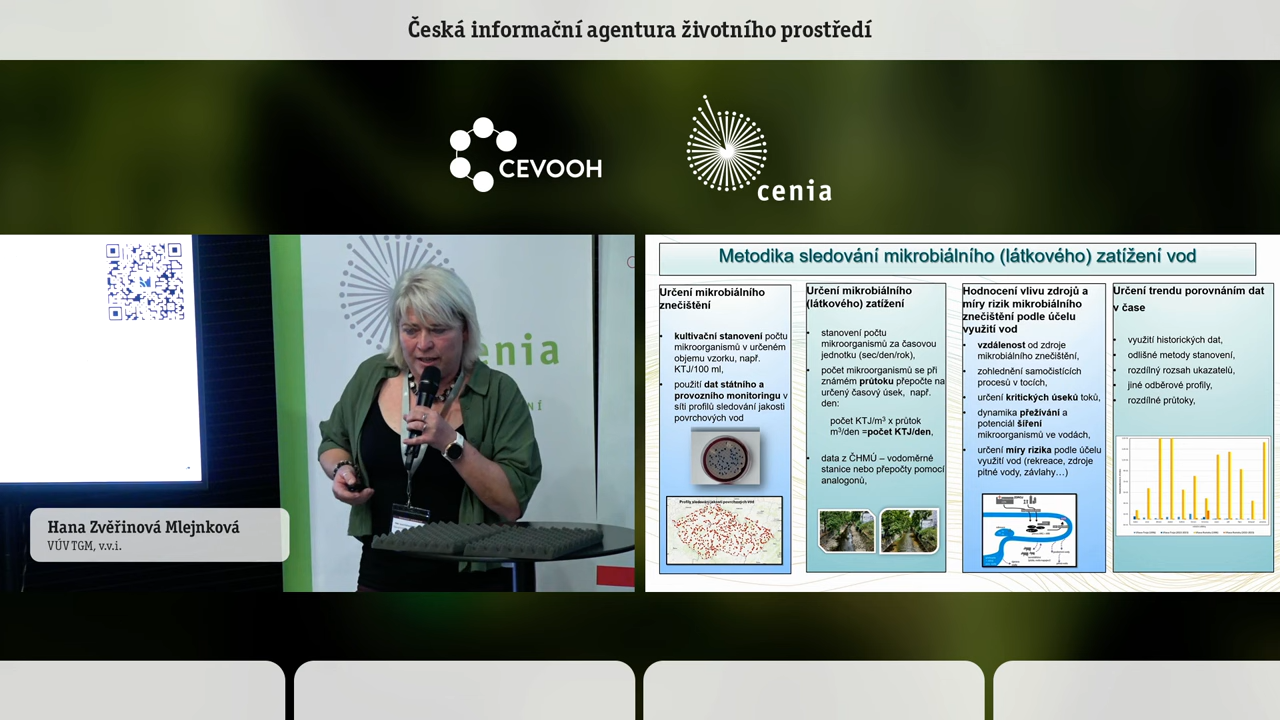 Česká informační agentura životního prostředí
CEVOOH
cenia
enia
Hana Zvěřinová Mlejnková
VÚV TGM, v.v.i.
Metodika sledování mikrobiálního (látkového) zatížení vod
Určení mikrobiálního
znečištění
• kultivační stanovení počtu
mikroorganismů v určeném
objemu vzorku, např.
KTJ/100 ml,
• použití dat státního a
provozního monitoringu v
síti profilů sledování jakosti
povrchových vod
Profily sledování jakosti povrchových vod
Určení mikrobiálního
(látkového) zatížení
• stanovení počtu
mikroorganismů za časovou
jednotku (sec/den/rok),
• počet mikroorganismů se při
známém průtoku přepočte na
určený časový úsek, např.
den:
počet KTJ/m³ x průtok
m³/den =počet KTJ/den,
• data z ČHMÚ – vodoměrné
stanice nebo přepočty pomocí
analogonů,
Hodnocení vlivu zdrojů a
míry rizik mikrobiálního
znečištění podle účelu
využití vod
• vzdálenost od zdroje
mikrobiálního znečištění,
• zohlednění samočistících
procesů v tocích,
• určení kritických úseků toků,
• dynamika přežívání a
potenciál šíření
mikroorganismů ve vodách,
• určení míry rizika podle účelu
využití vod (rekreace, zdroje
pitné vody, závlahy…)
Určení trendu porovnáním dat
v čase
• využití historických dat,
• odlišné metody stanovení,
• rozdílný rozsah ukazatelů,
• jiné odběrové profily,
• rozdílné průtoky,